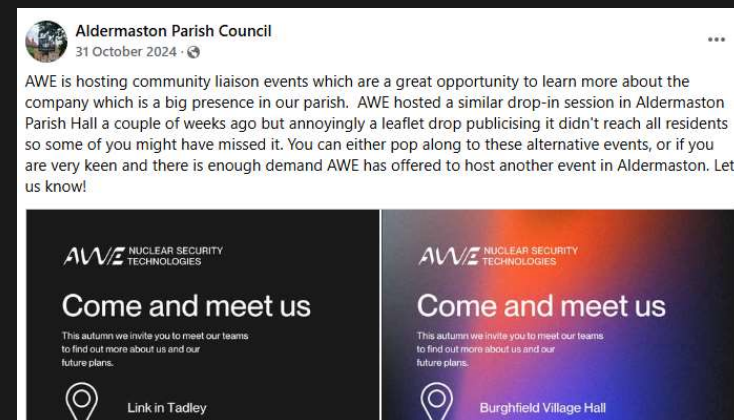 Aldermaston Parish Council
31 October 2024 ·
AWE is hosting community liaison events which are a great opportunity to learn more about the
company which is a big presence in our parish. AWE hosted a similar drop-in session in Aldermaston
Parish Hall a couple of weeks ago but annoyingly a leaflet drop publicising it didn't reach all residents
so some of you might have missed it. You can either pop along to these alternative events, or if you
are very keen and there is enough demand AWE has offered to host another event in Aldermaston. Let
us know!
AWE NUCLEAR SECURITY
TECHNOLOGIES
Come and meet us
This autumn we invite you to meet our teams
to find out more about us and our
future plans.
Link in Tadley
AWE NUCLEAR SECURITY
TECHNOLOGIES
Come and meet us
This autumn we invite you to meet our teams
to find out more about us and our
future plans.
Burghfield Village Hall